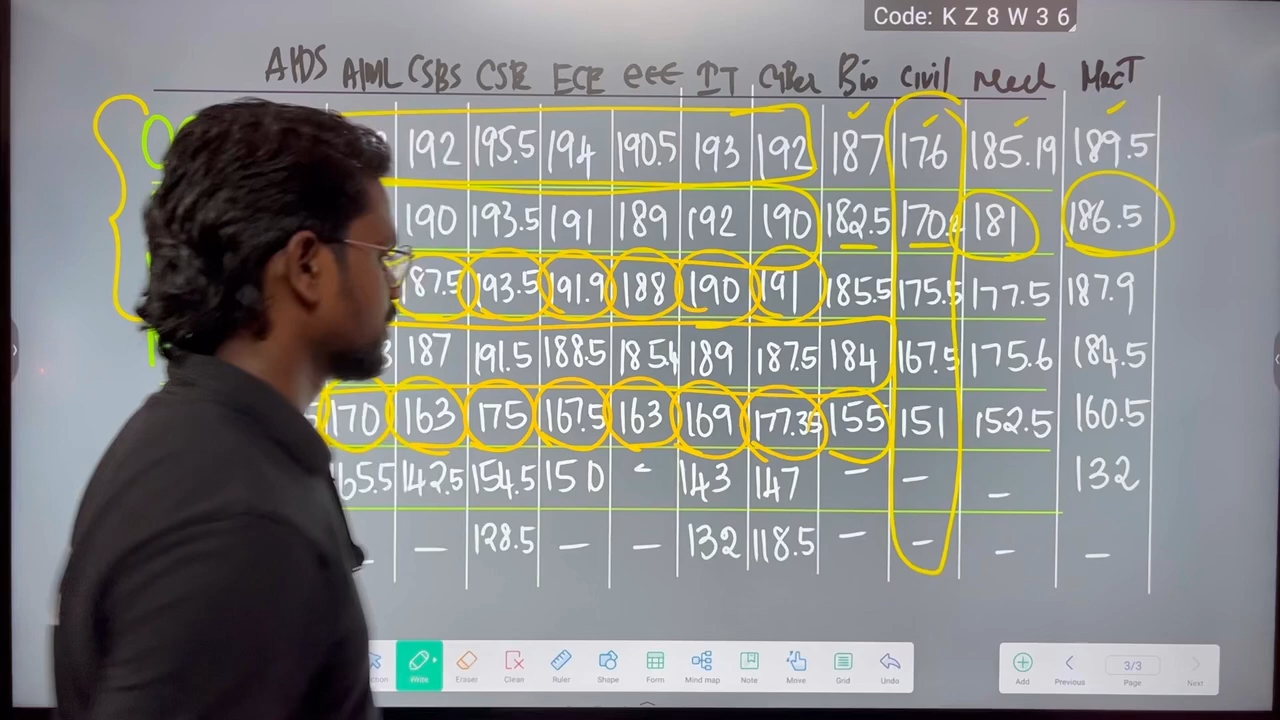 Code: K Z 8 W 3 6
AIDS AIML CSBS CSE ECE eee IT Cyber Bio Civil Mech MecT
192 195.5 194 190.5 193 192 187 176 185.19 189.5
190 193.5 191 189 192 190 182.5 170. 181 186.5
187.5 193.5 191.9 188 190 191 185.5 175.5 177.5 187.9
187 191.5 188.5 185.4 189 187.5 184 167.5 175.6 184.5
170 163 175 167.5 163 169 177.35 155 151 152.5 160.5
165.5 142.5 154.5 150 - 143 147 - - - 132
- - 128.5 - - 132 118.5 - - - -
Write Eraser Clean Ruler Shape Form Mind map Note Move Grid Undo
Add Previous 3/3 Page Next